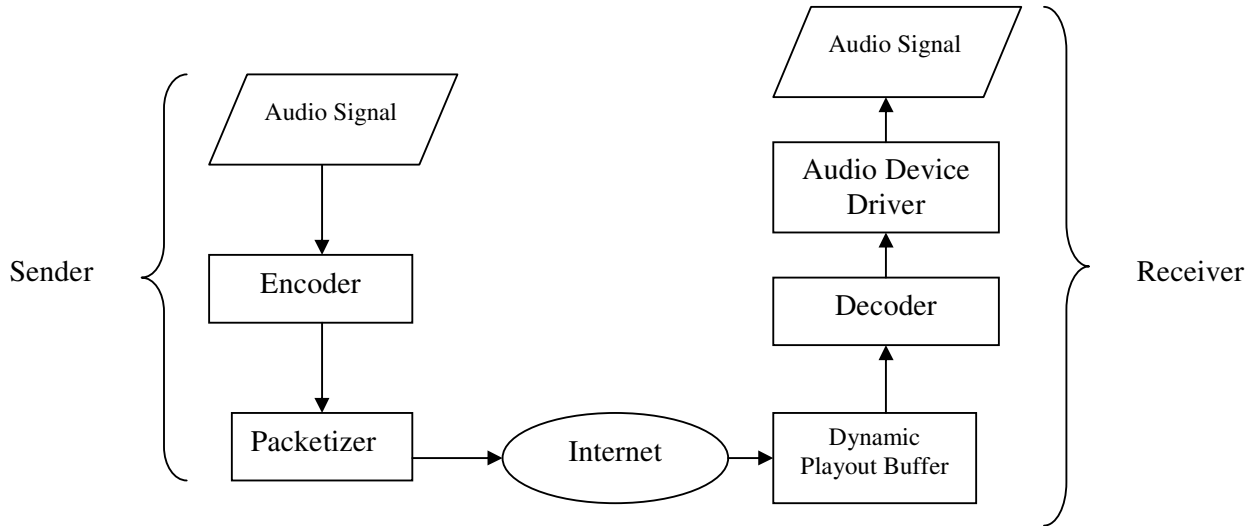 Sender
Audio Signal
Encoder
Packetizer
Internet
Dynamic
Playout Buffer
Decoder
Audio Device
Driver
Audio Signal
Receiver